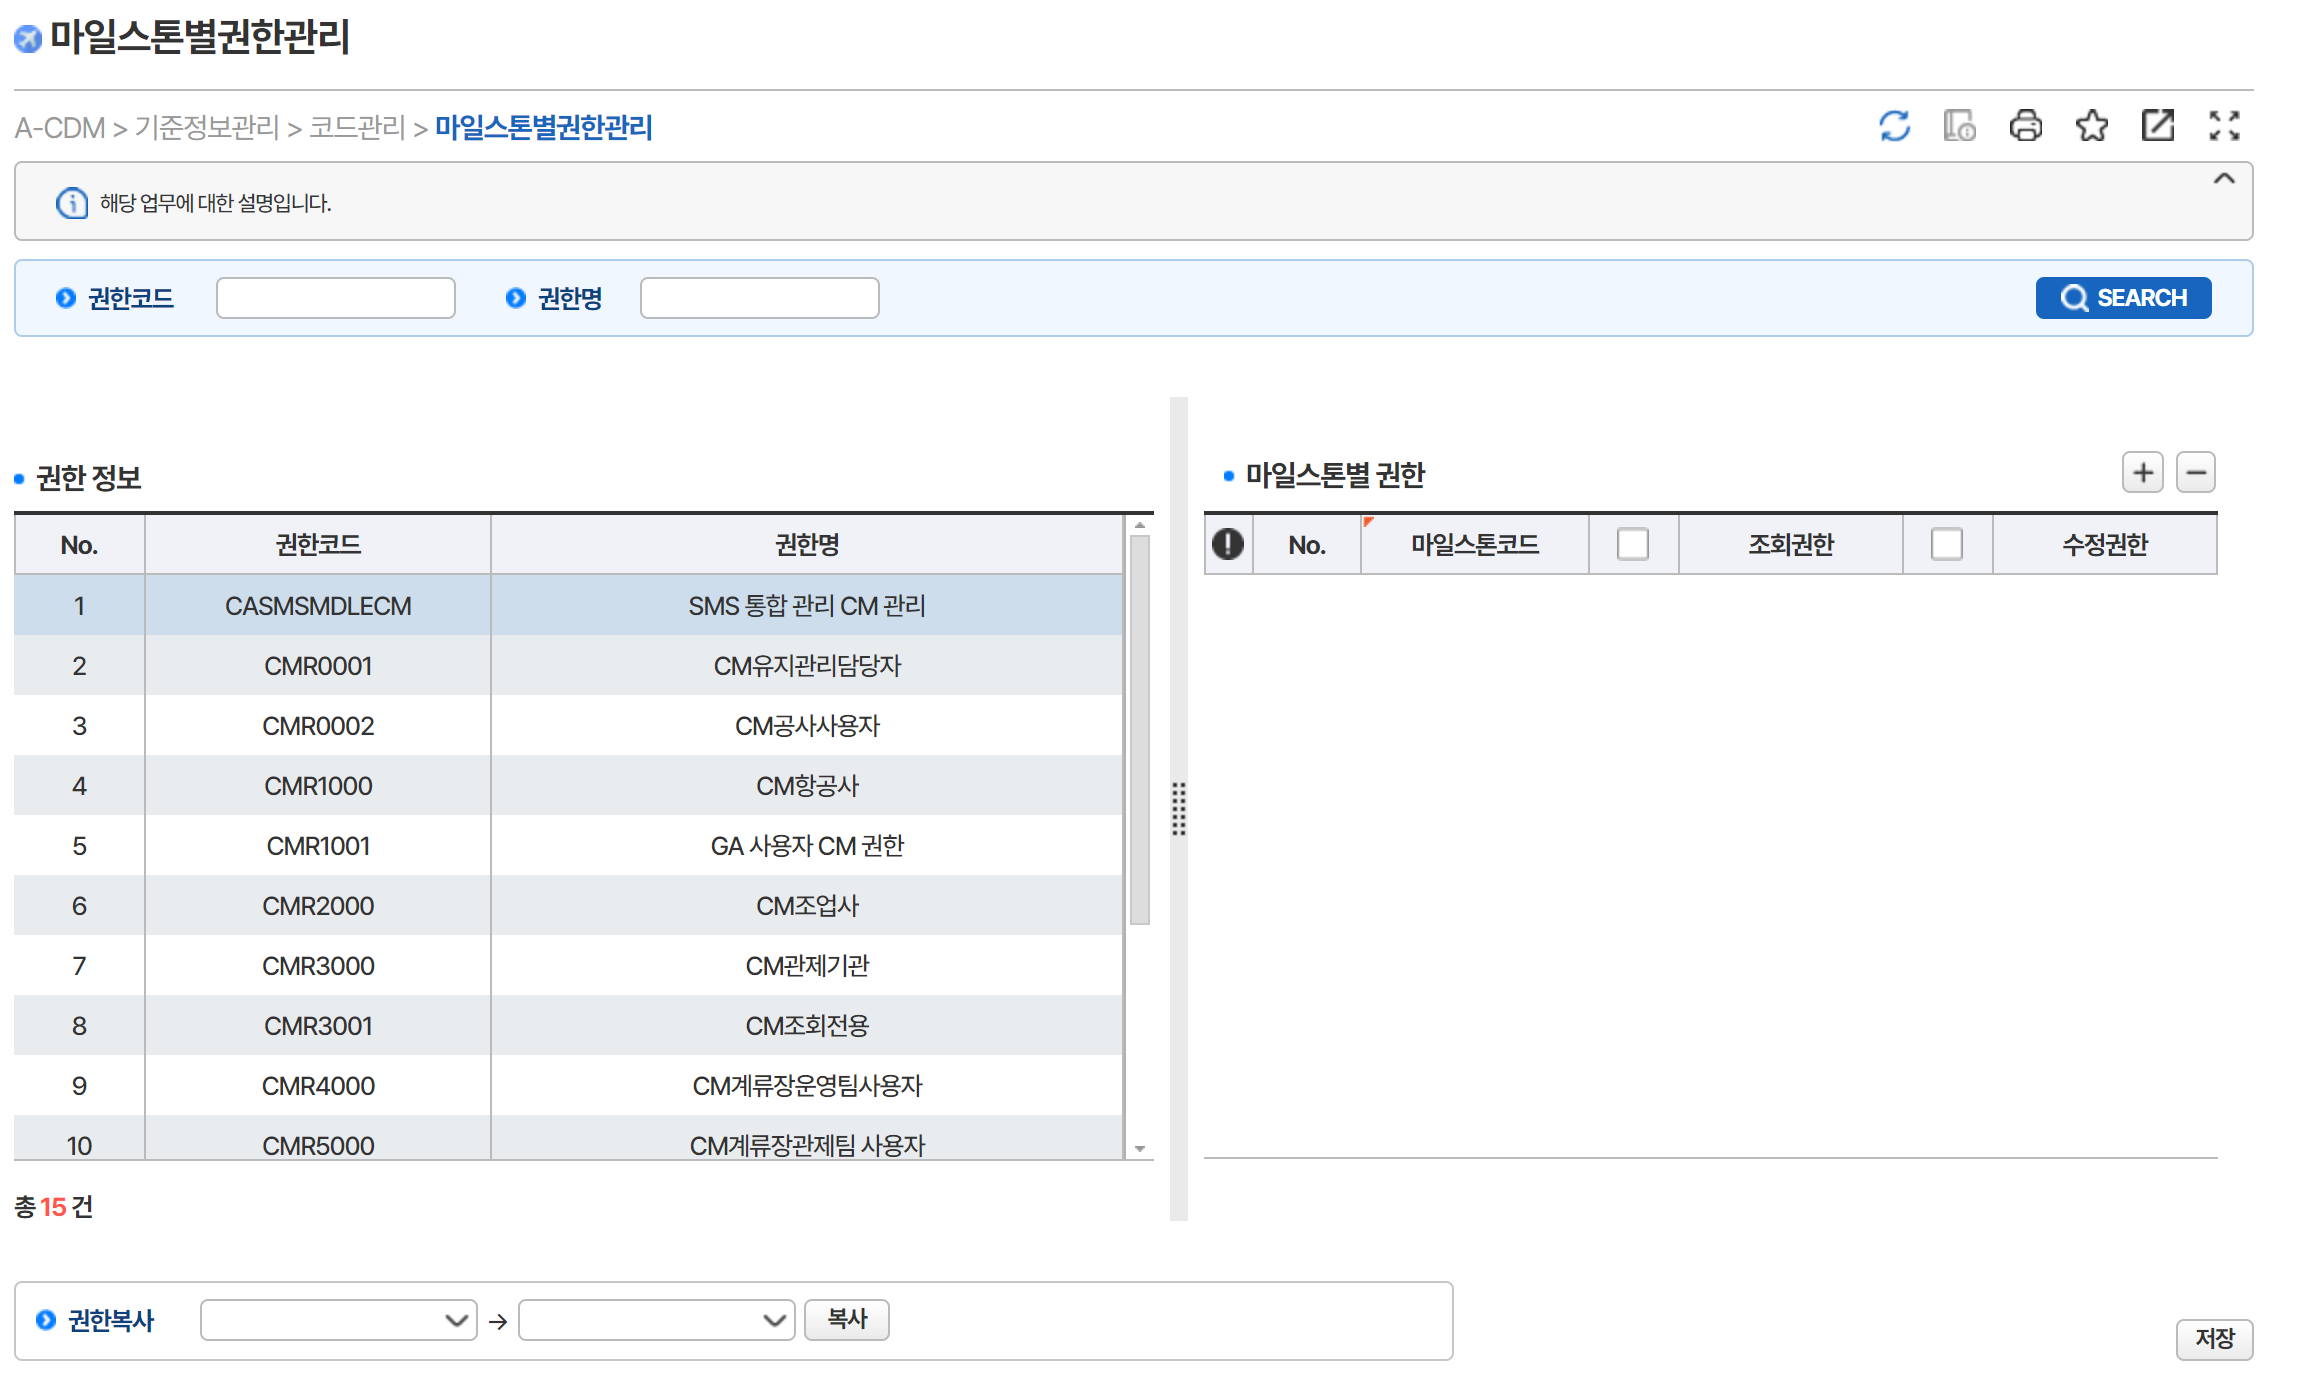 마일스톤별권한관리
A-CDM > 기준정보관리 > 코드관리 > 마일스톤별권한관리
해당 업무에 대한 설명입니다.
권한코드 권한명 SEARCH
권한 정보
No. 권한코드 권한명
1 CASMSMDLECM SMS 통합 관리 CM 관리
2 CMR0001 CM유지관리담당자
3 CMR0002 CM공사사용자
4 CMR1000 CM항공사
5 CMR1001 GA 사용자 CM 권한
6 CMR2000 CM조업사
7 CMR3000 CM관제기관
8 CMR3001 CM조회전용
9 CMR4000 CM계류장운영팀사용자
10 CMR5000 CM계류장관제팀 사용자
총 15 건
마일스톤별 권한
No. 마일스톤코드 조회권한 수정권한
권한복사 → 복사
저장